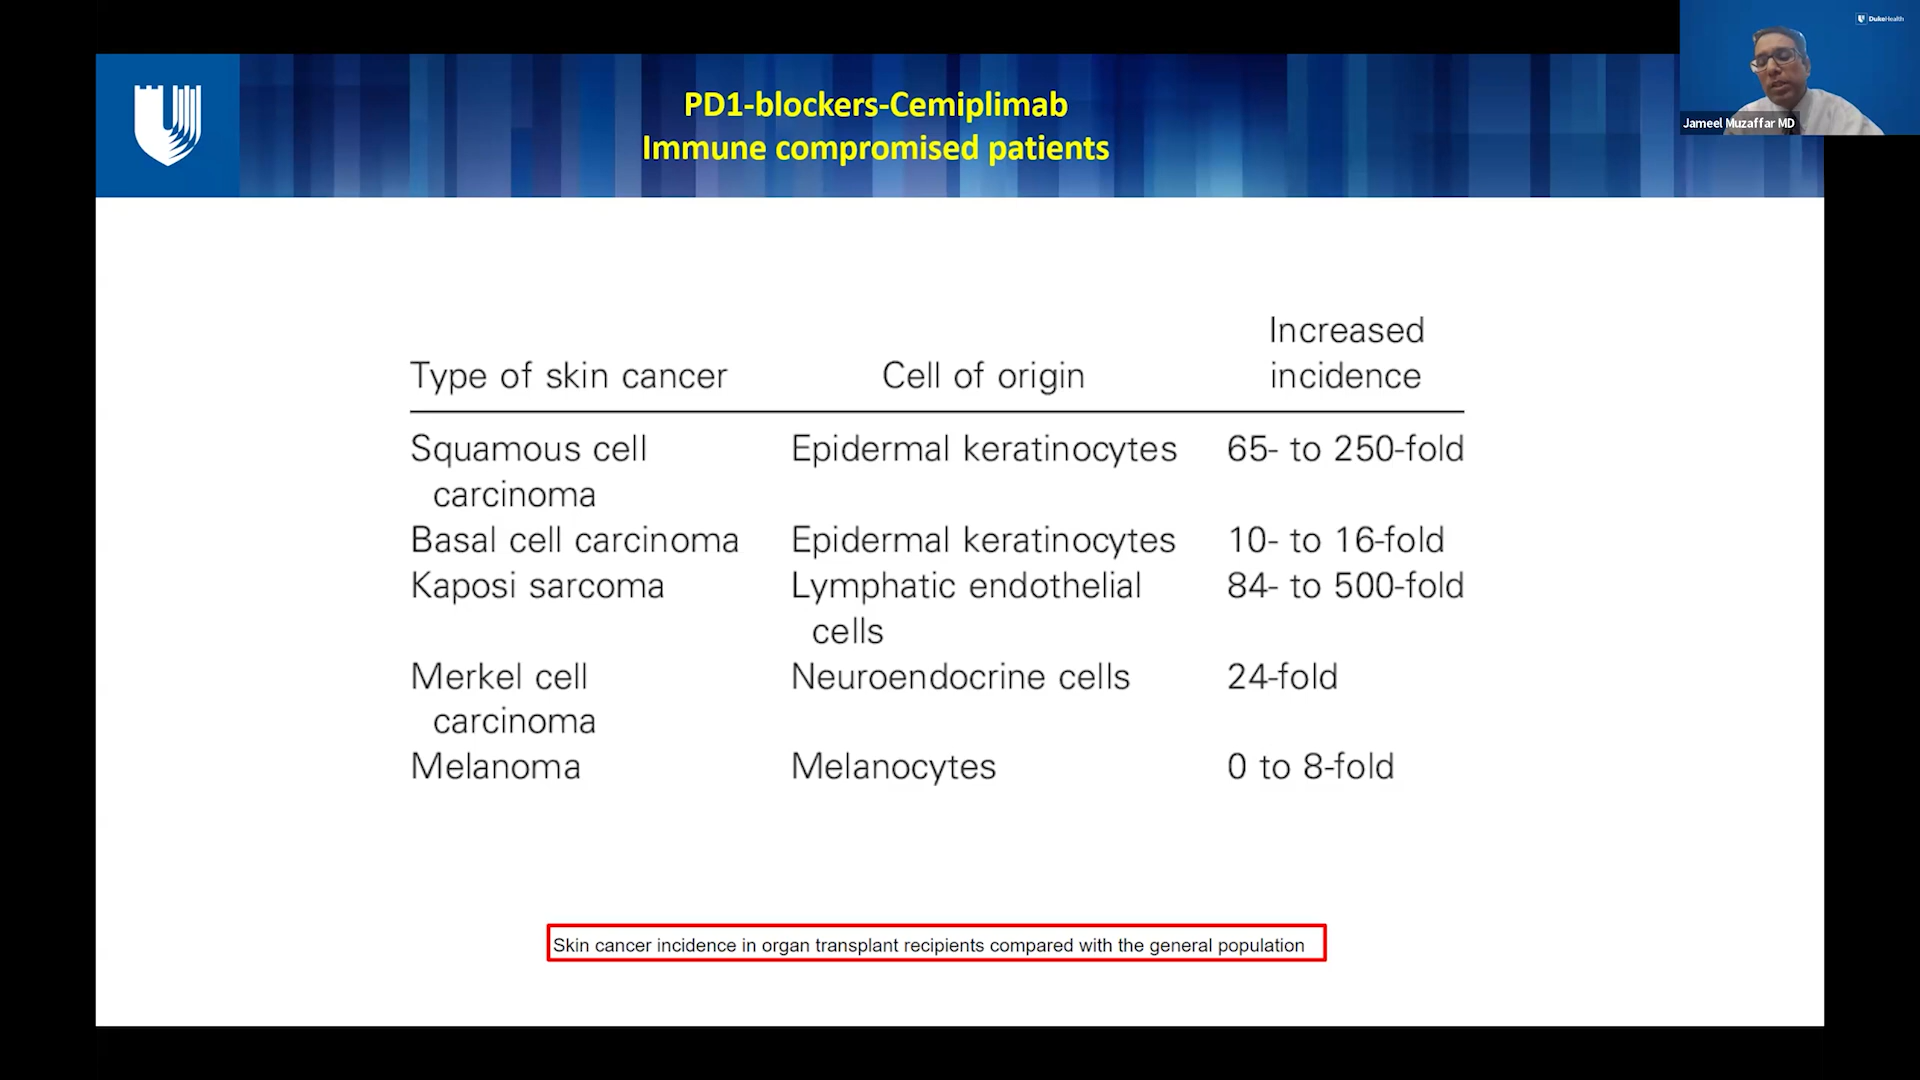 DukeHealth
Jameel Muzaffar MD
PD1-blockers-Cemiplimab
Immune compromised patients
Type of skin cancer Cell of origin Increased incidence
Squamous cell carcinoma Epidermal keratinocytes 65- to 250-fold
Basal cell carcinoma Epidermal keratinocytes 10- to 16-fold
Kaposi sarcoma Lymphatic endothelial cells 84- to 500-fold
Merkel cell carcinoma Neuroendocrine cells 24-fold
Melanoma Melanocytes 0 to 8-fold
Skin cancer incidence in organ transplant recipients compared with the general population